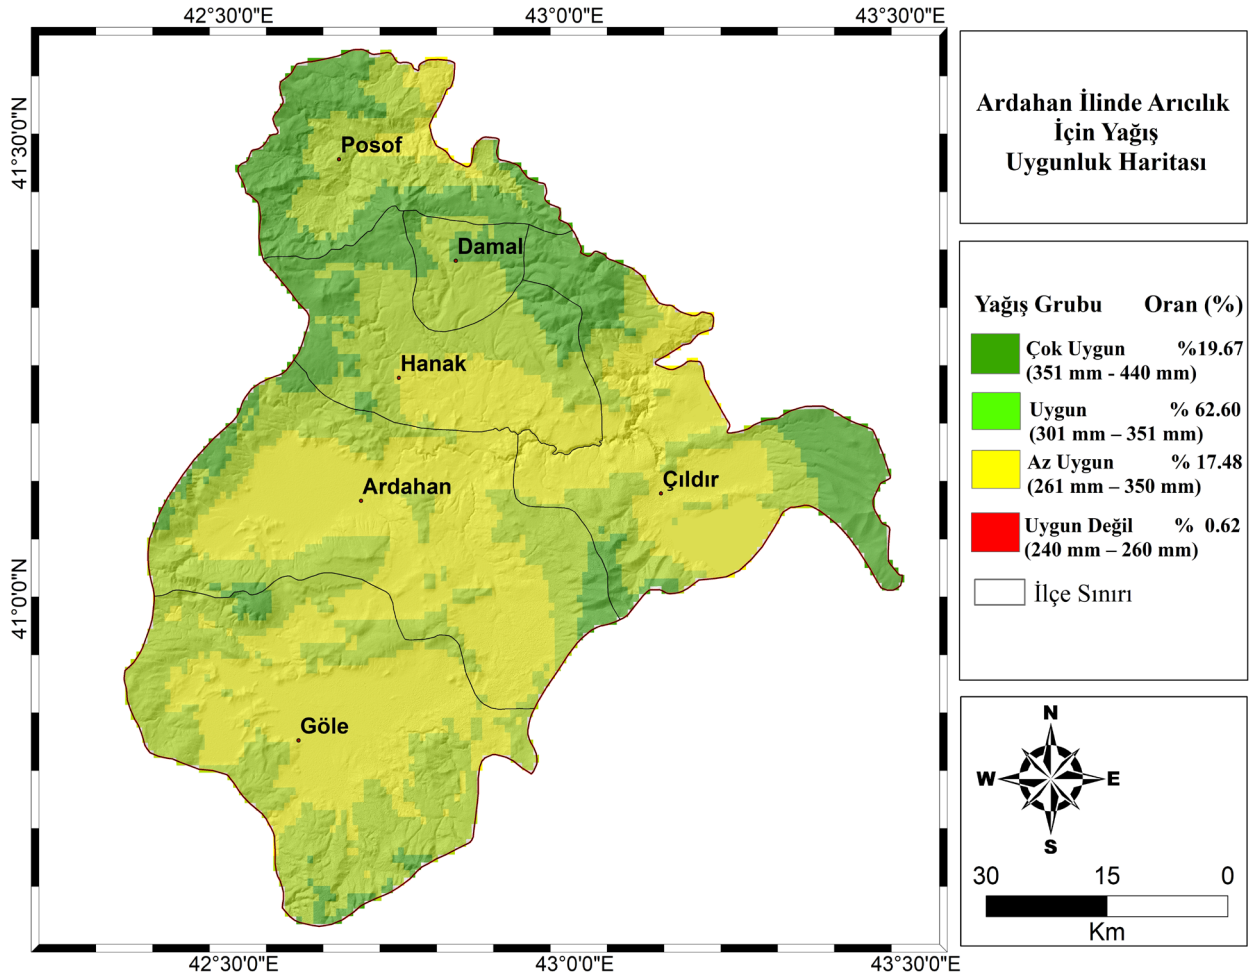 42°30'0"E
43°0'0"E
43°30'0"E
41°30'0"N
41°0'0"N
Posof
Damal
Hanak
Ardahan
Çıldır
Göle
42°30'0"E
43°0'0"E
43°30'0"E
Ardahan İlinde Arıcılık
İçin Yağış
Uygunluk Haritası
Yağış Grubu Oran (%)
Çok Uygun %19.67
(351 mm - 440 mm)
Uygun % 62.60
(301 mm – 351 mm)
Az Uygun % 17.48
(261 mm – 350 mm)
Uygun Değil % 0.62
(240 mm – 260 mm)
İlçe Sınırı
N
W E
S
30 15 0
Km